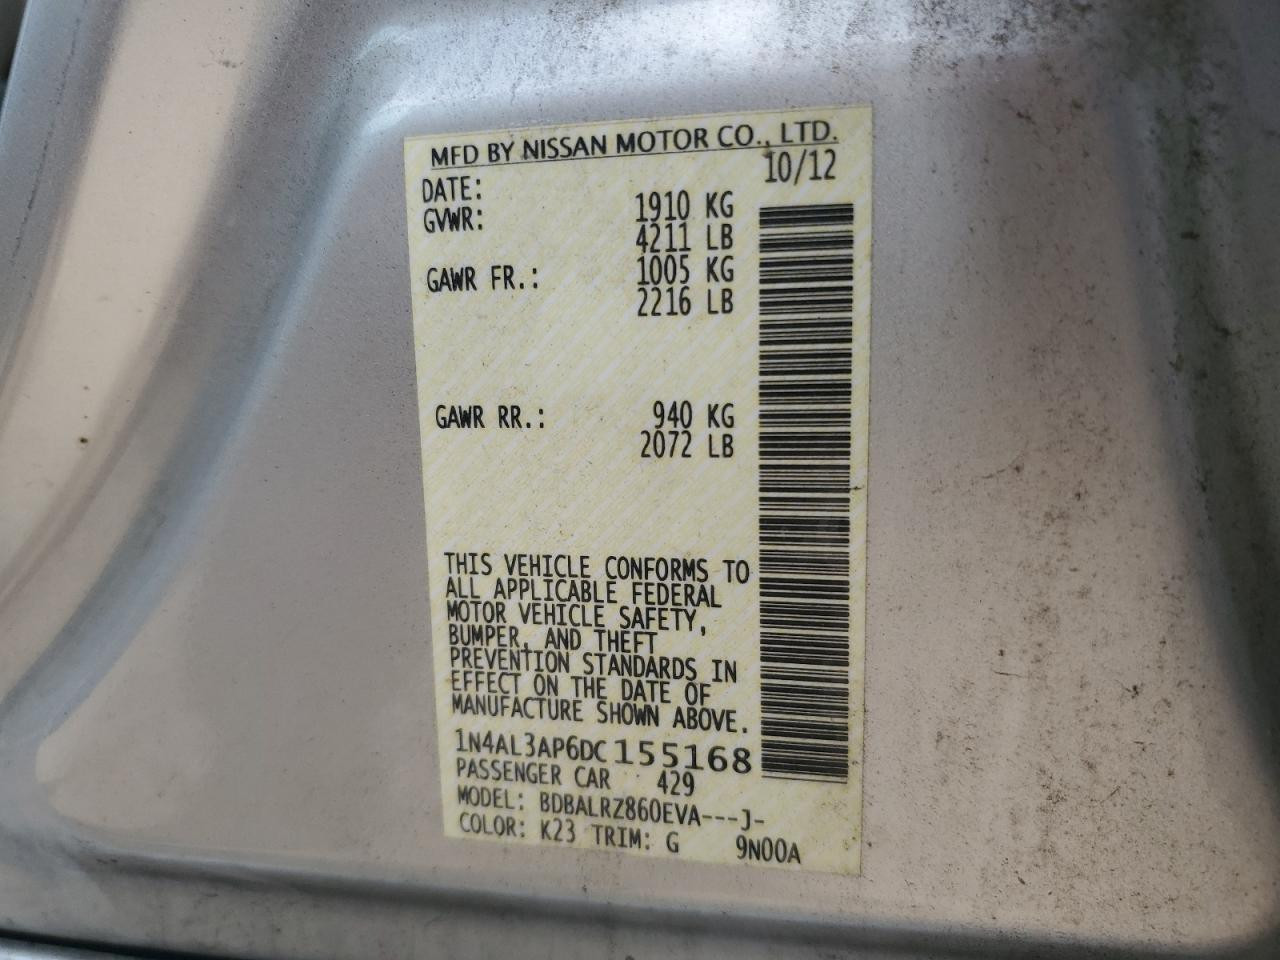 MFD BY NISSAN MOTOR CO., LTD.
DATE: 10/12
GVWR: 1910 KG
4211 LB
GAWR FR.: 1005 KG
2216 LB
GAWR RR.: 940 KG
2072 LB
THIS VEHICLE CONFORMS TO
ALL APPLICABLE FEDERAL
MOTOR VEHICLE SAFETY,
BUMPER, AND THEFT
PREVENTION STANDARDS IN
EFFECT ON THE DATE OF
MANUFACTURE SHOWN ABOVE.
1N4AL3AP6DC155168
PASSENGER CAR 429
MODEL: BDBALRZ860EVA---J-
COLOR: K23 TRIM: G 9N00A